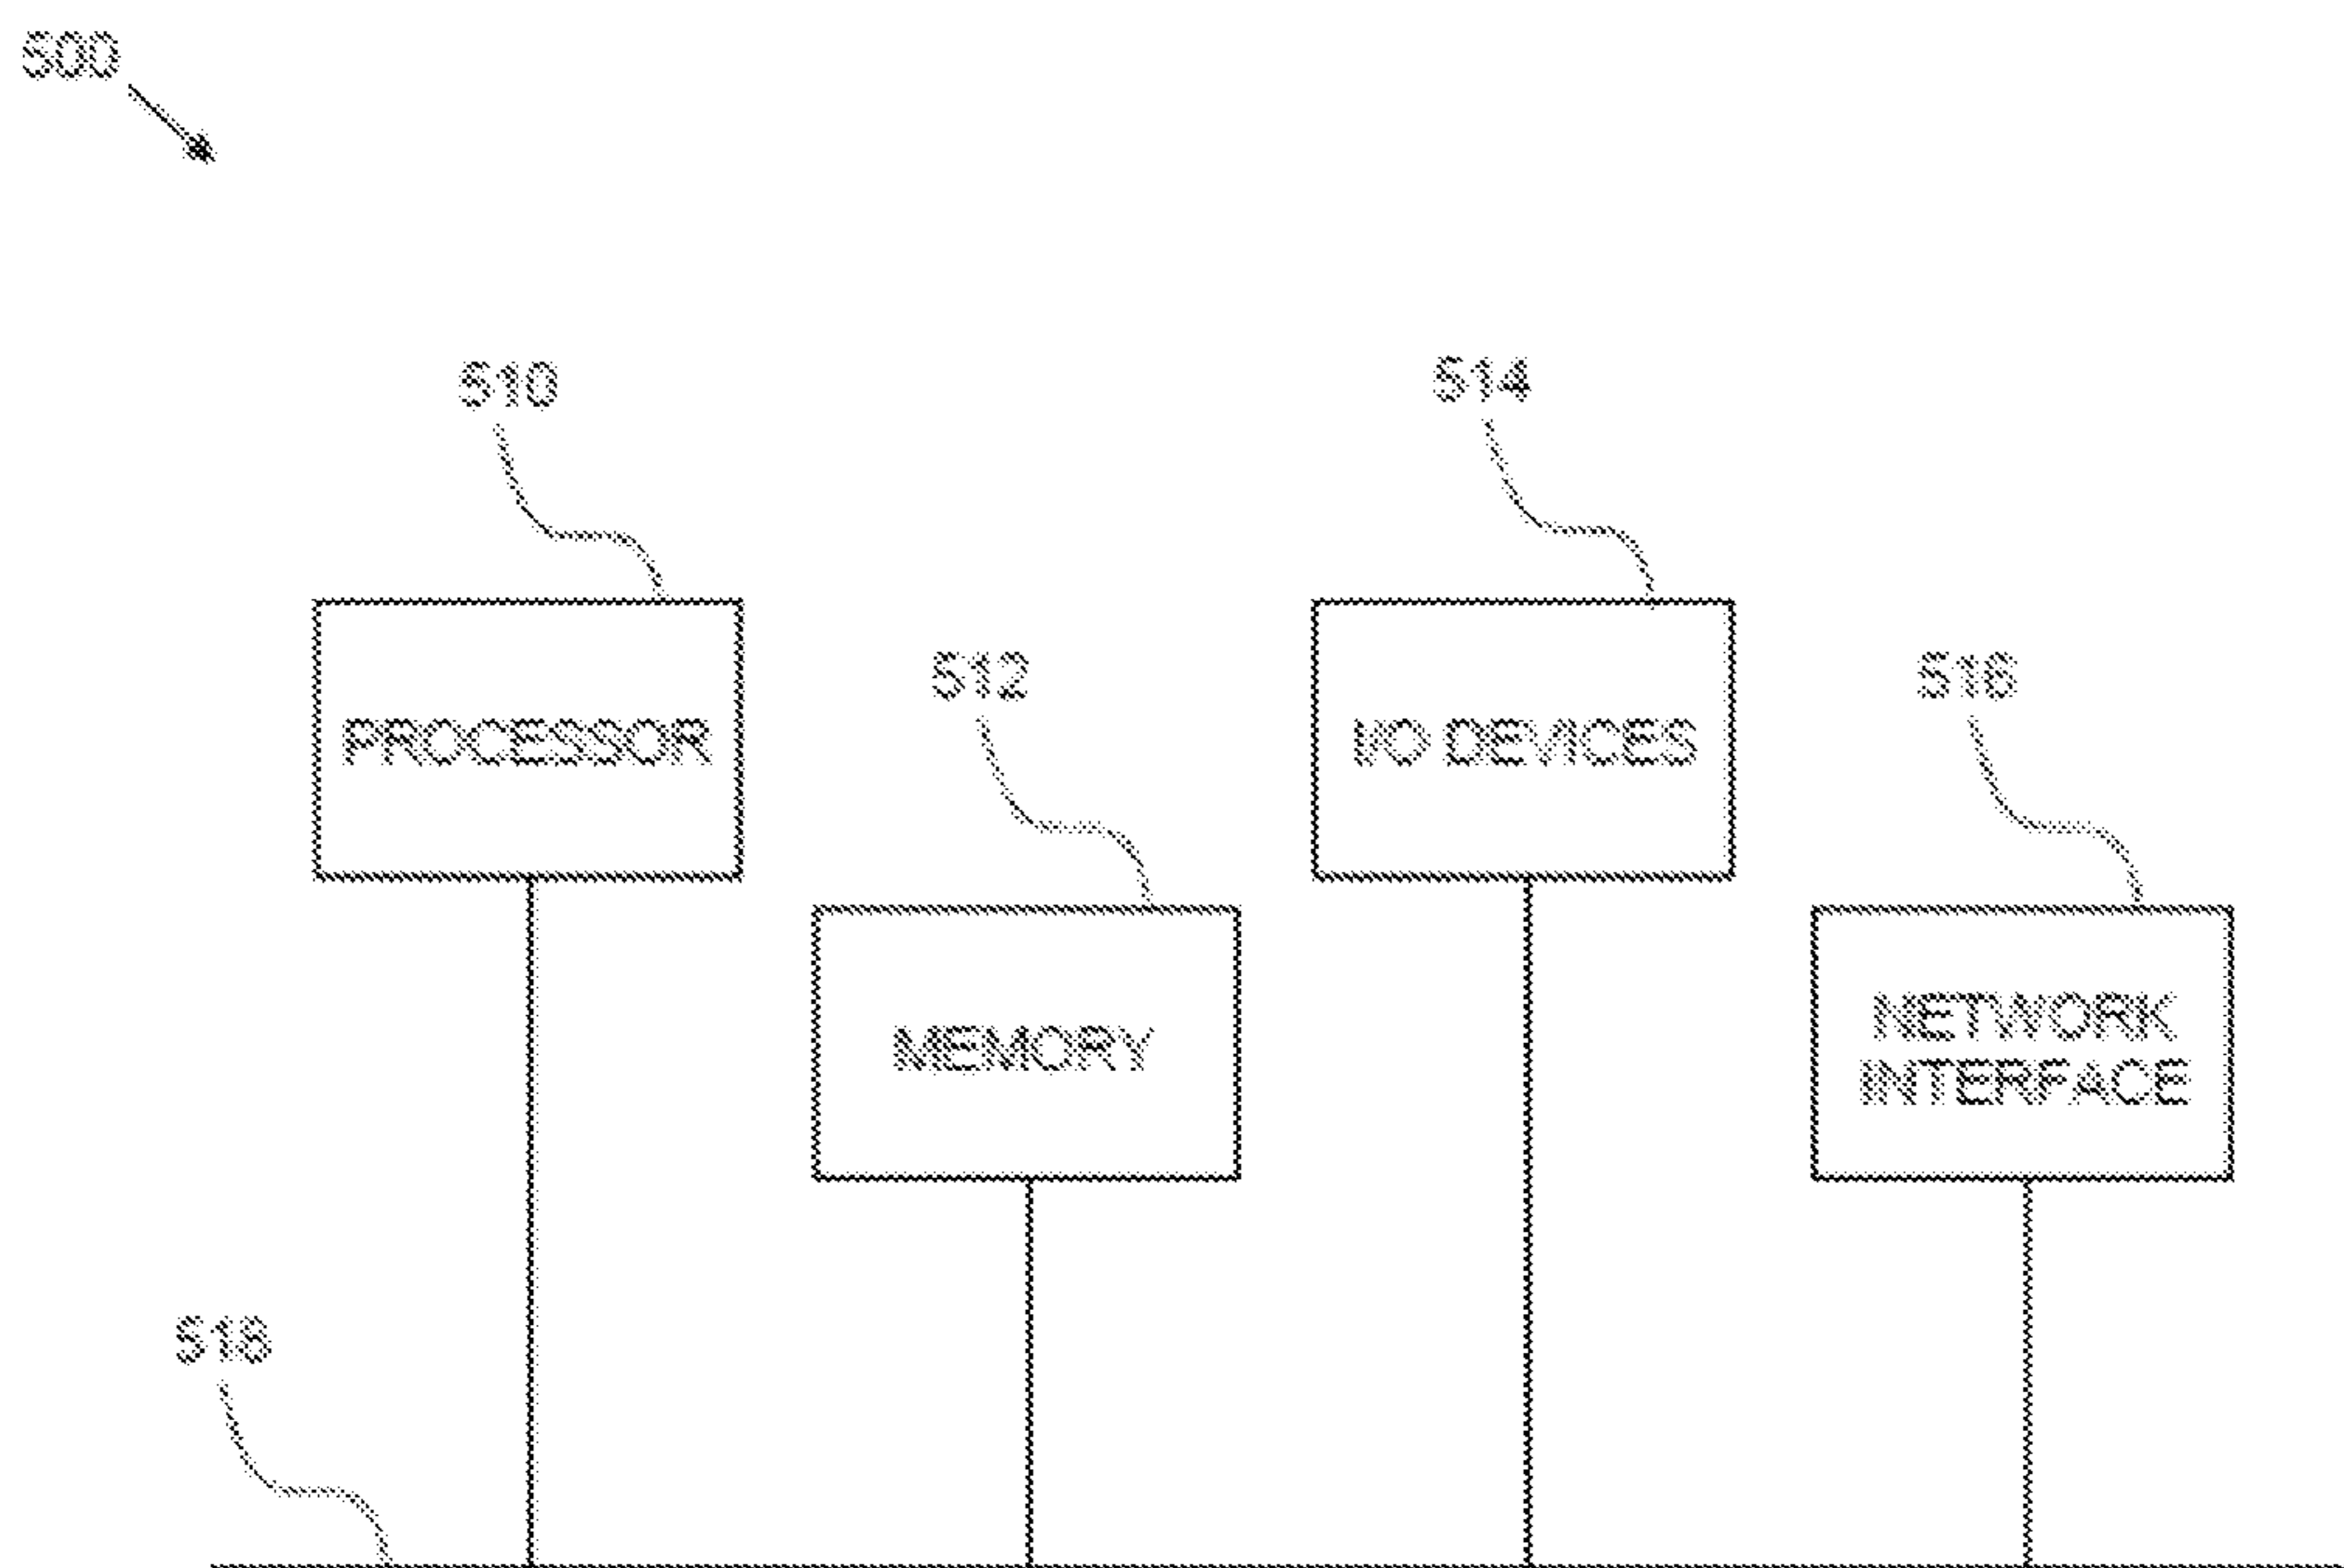 500
510
514
PROCESSOR
512
I/O DEVICES
516
MEMORY
NETWORK
INTERFACE
518